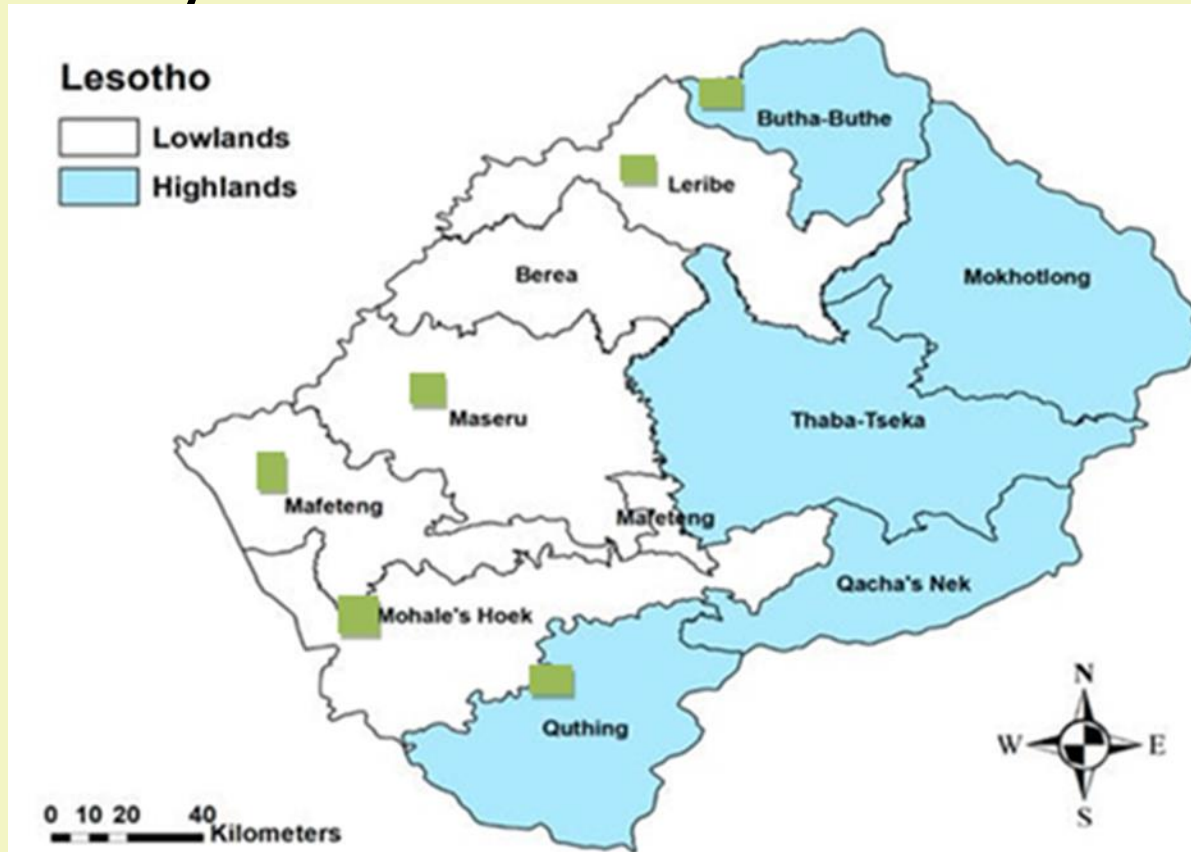 Lesotho
Lowlands
Highlands
Butha-Buthe
Leribe
Berea
Mokhotlong
Maseru
Thaba-Tseka
Mafeteng
Mafeteng
Qacha's Nek
Mohale's Hoek
Quthing
N
W E
S
0 10 20 40
Kilometers